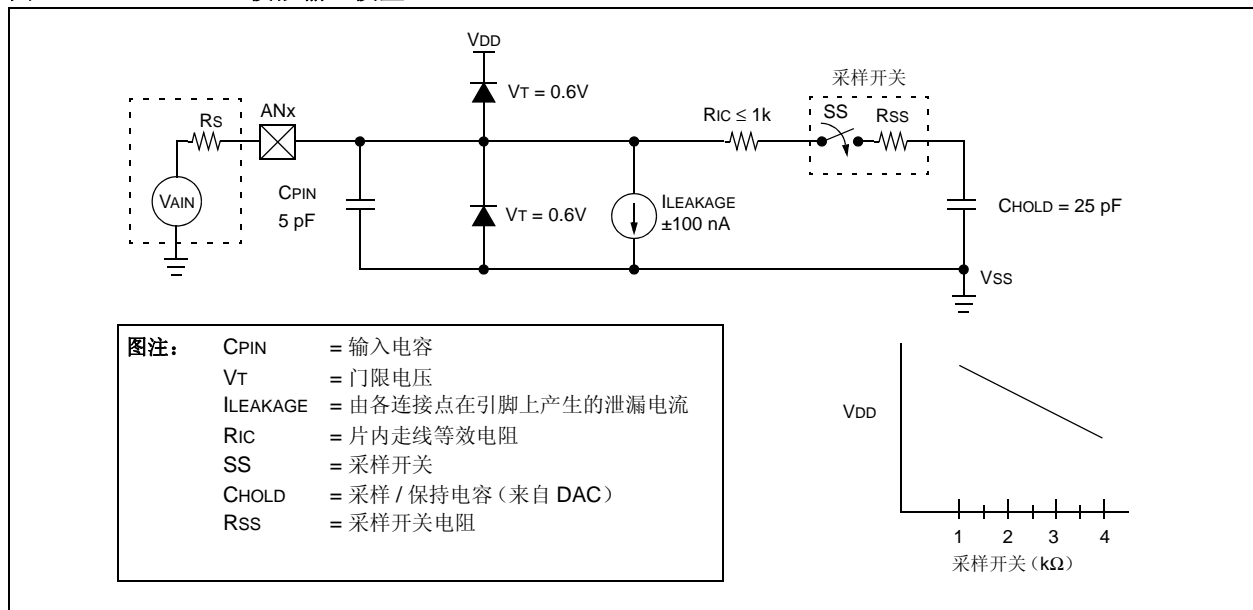 VDD
VT = 0.6V
采样开关
ANx
RS
RIC ≤ 1k
SS
RSS
VAIN
CPIN
5 pF
VT = 0.6V
ILEAKAGE
±100 nA
CHOLD = 25 pF
VSS
图注：
CPIN = 输入电容
VT = 门限电压
ILEAKAGE = 由各连接点在引脚上产生的泄漏电流
RIC = 片内走线等效电阻
SS = 采样开关
CHOLD = 采样 / 保持电容（来自 DAC）
RSS = 采样开关电阻
VDD
1 2 3 4
采样开关（kΩ）